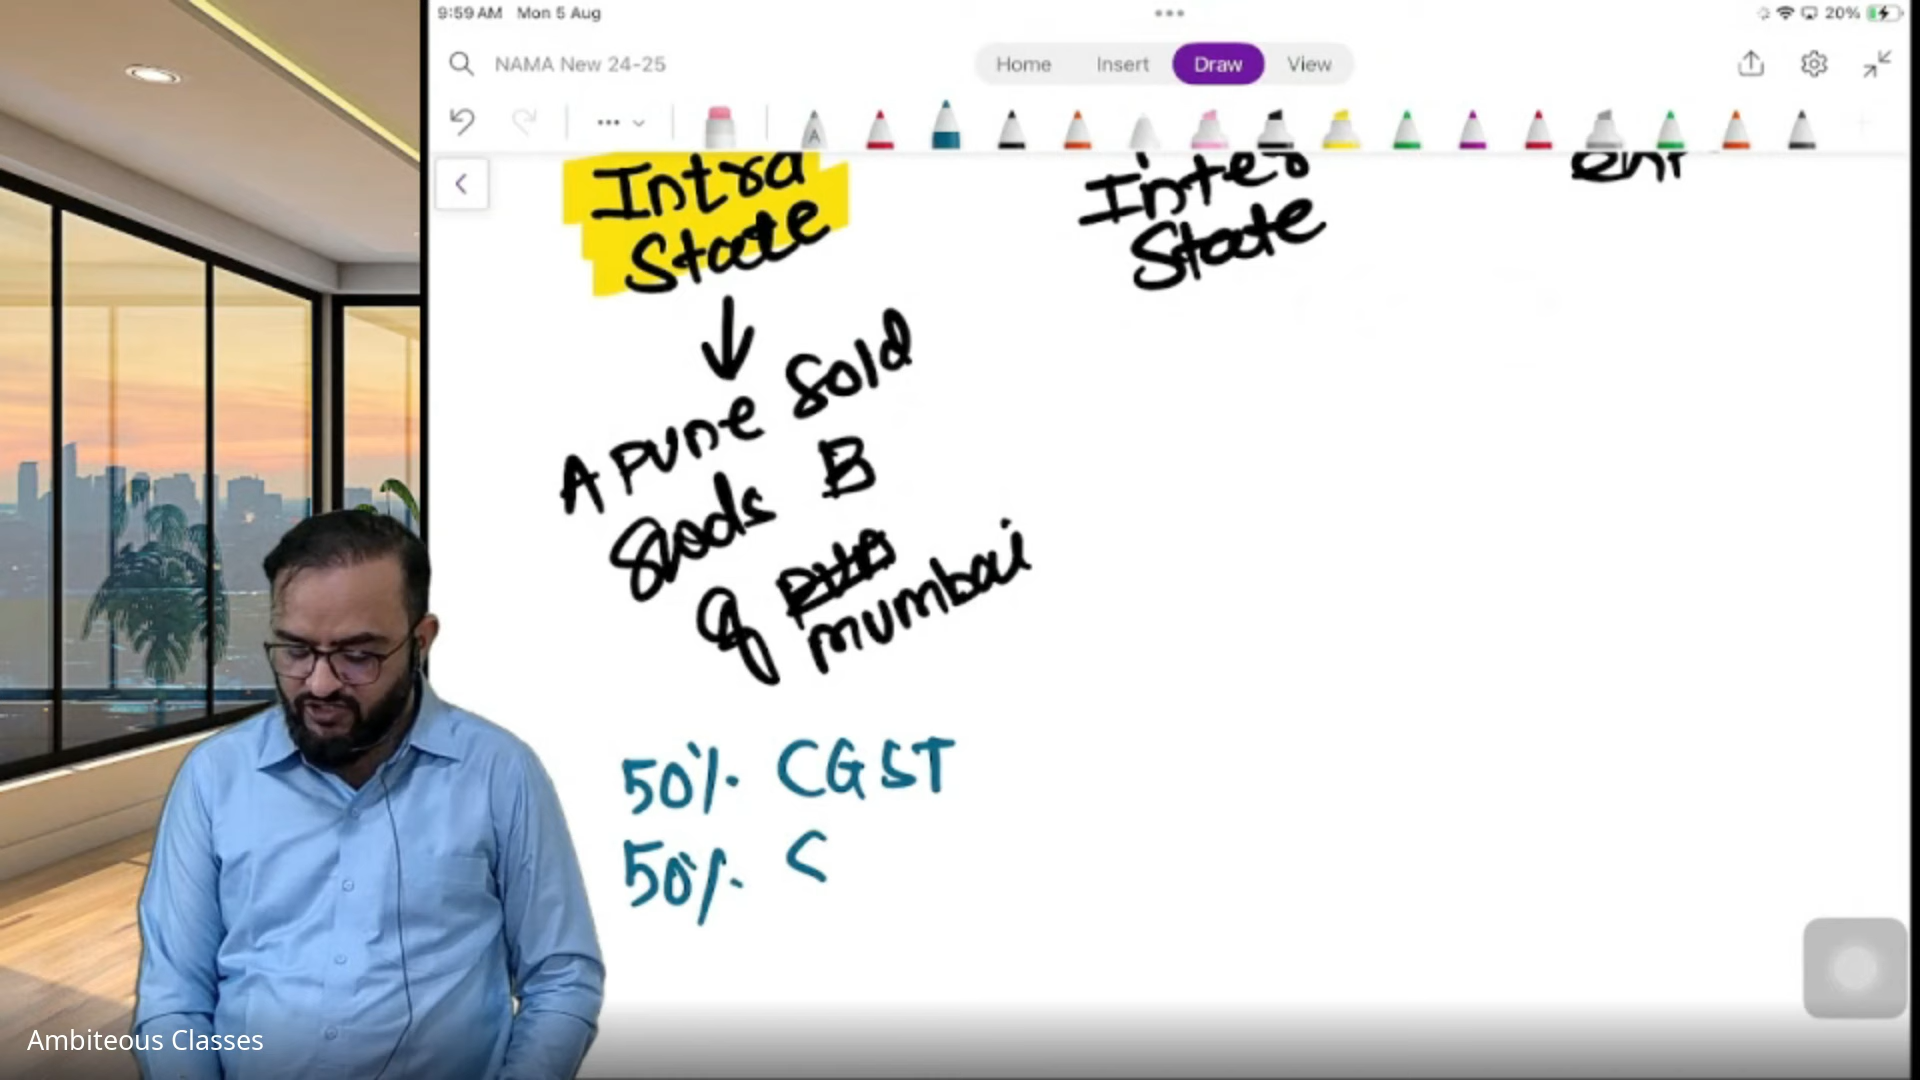 9:59 AM Mon 5 Aug
20%
NAMA New 24-25
Home Insert Draw View
A
Intra
State
Inter
State
A Pune Sold
Goods B
of
mumbai
50% CGST
50% S
Ambiteous Classes